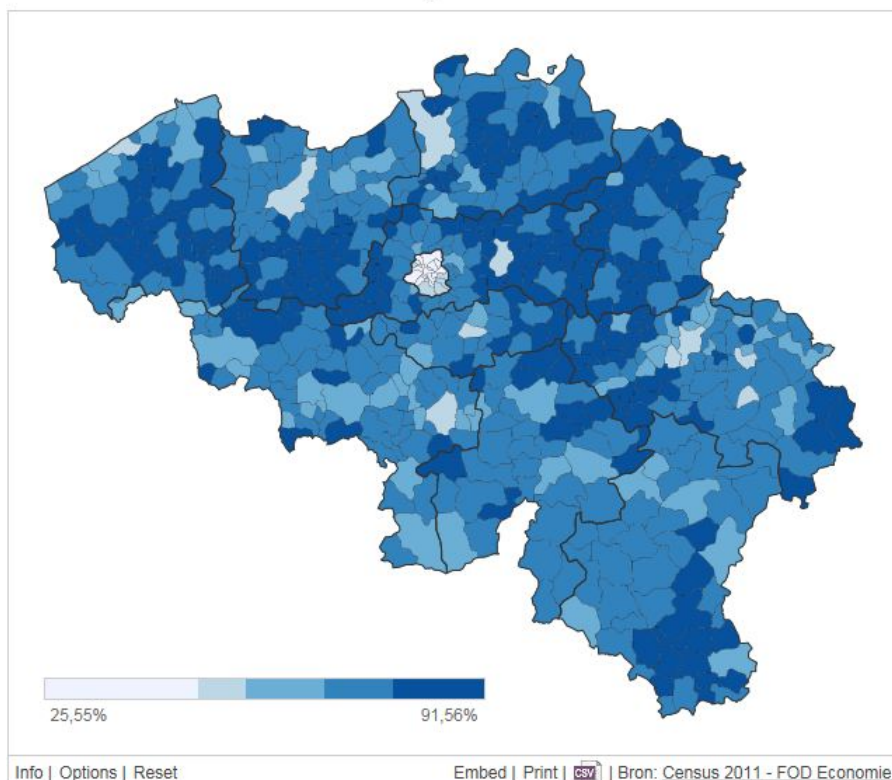 25,55% 91,56%
Info | Options | Reset Embed | Print | CSV | Bron: Census 2011 - FOD Economie